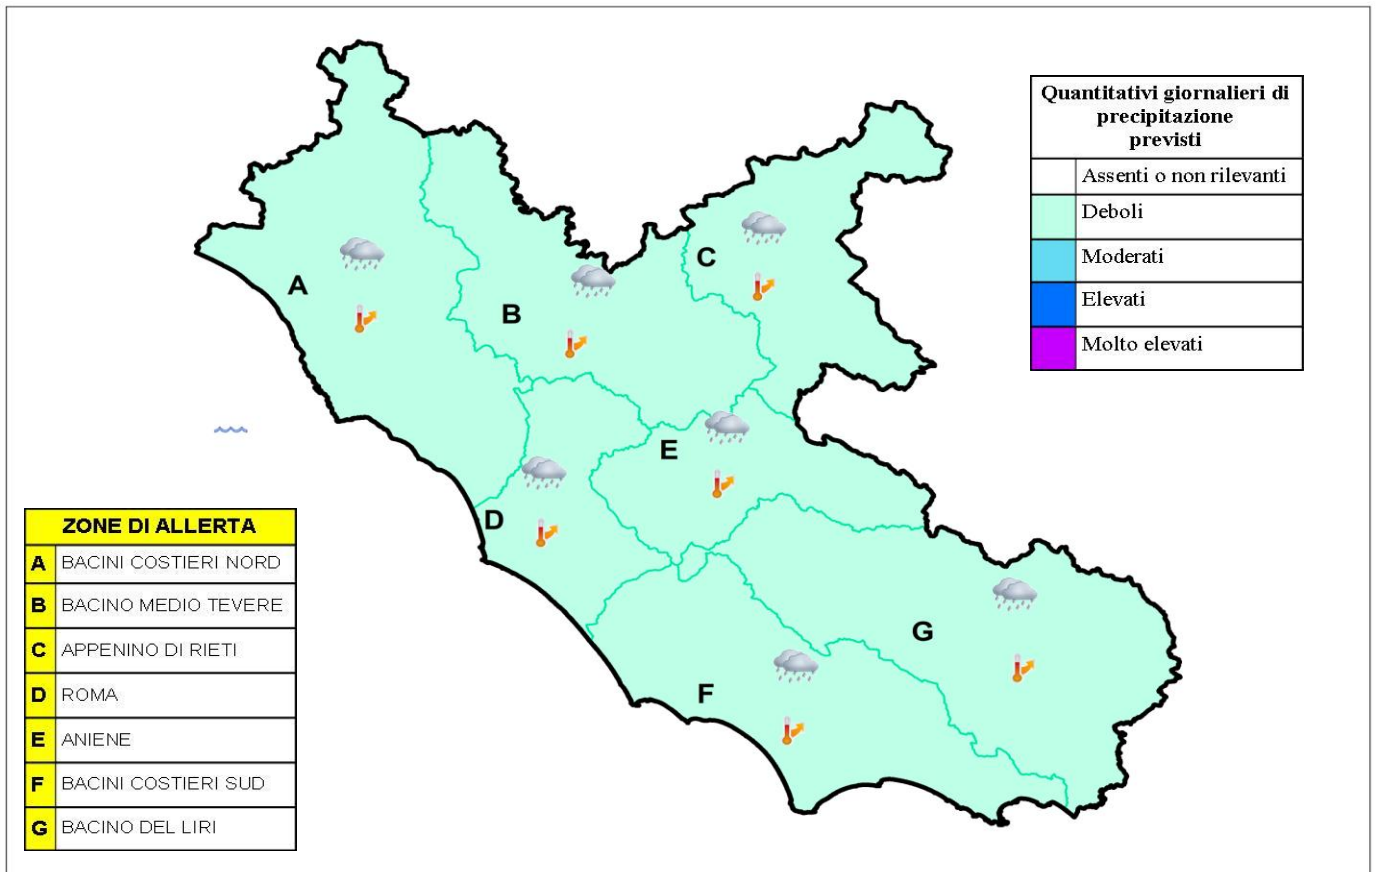 Quantitativi giornalieri di
precipitazione
previsti
Assenti o non rilevanti
Deboli
Moderati
Elevati
Molto elevati
A
B
C
D
E
F
G
ZONE DI ALLERTA
A BACINI COSTIERI NORD
B BACINO MEDIO TEVERE
C APPENINO DI RIETI
D ROMA
E ANIENE
F BACINI COSTIERI SUD
G BACINO DEL LIRI